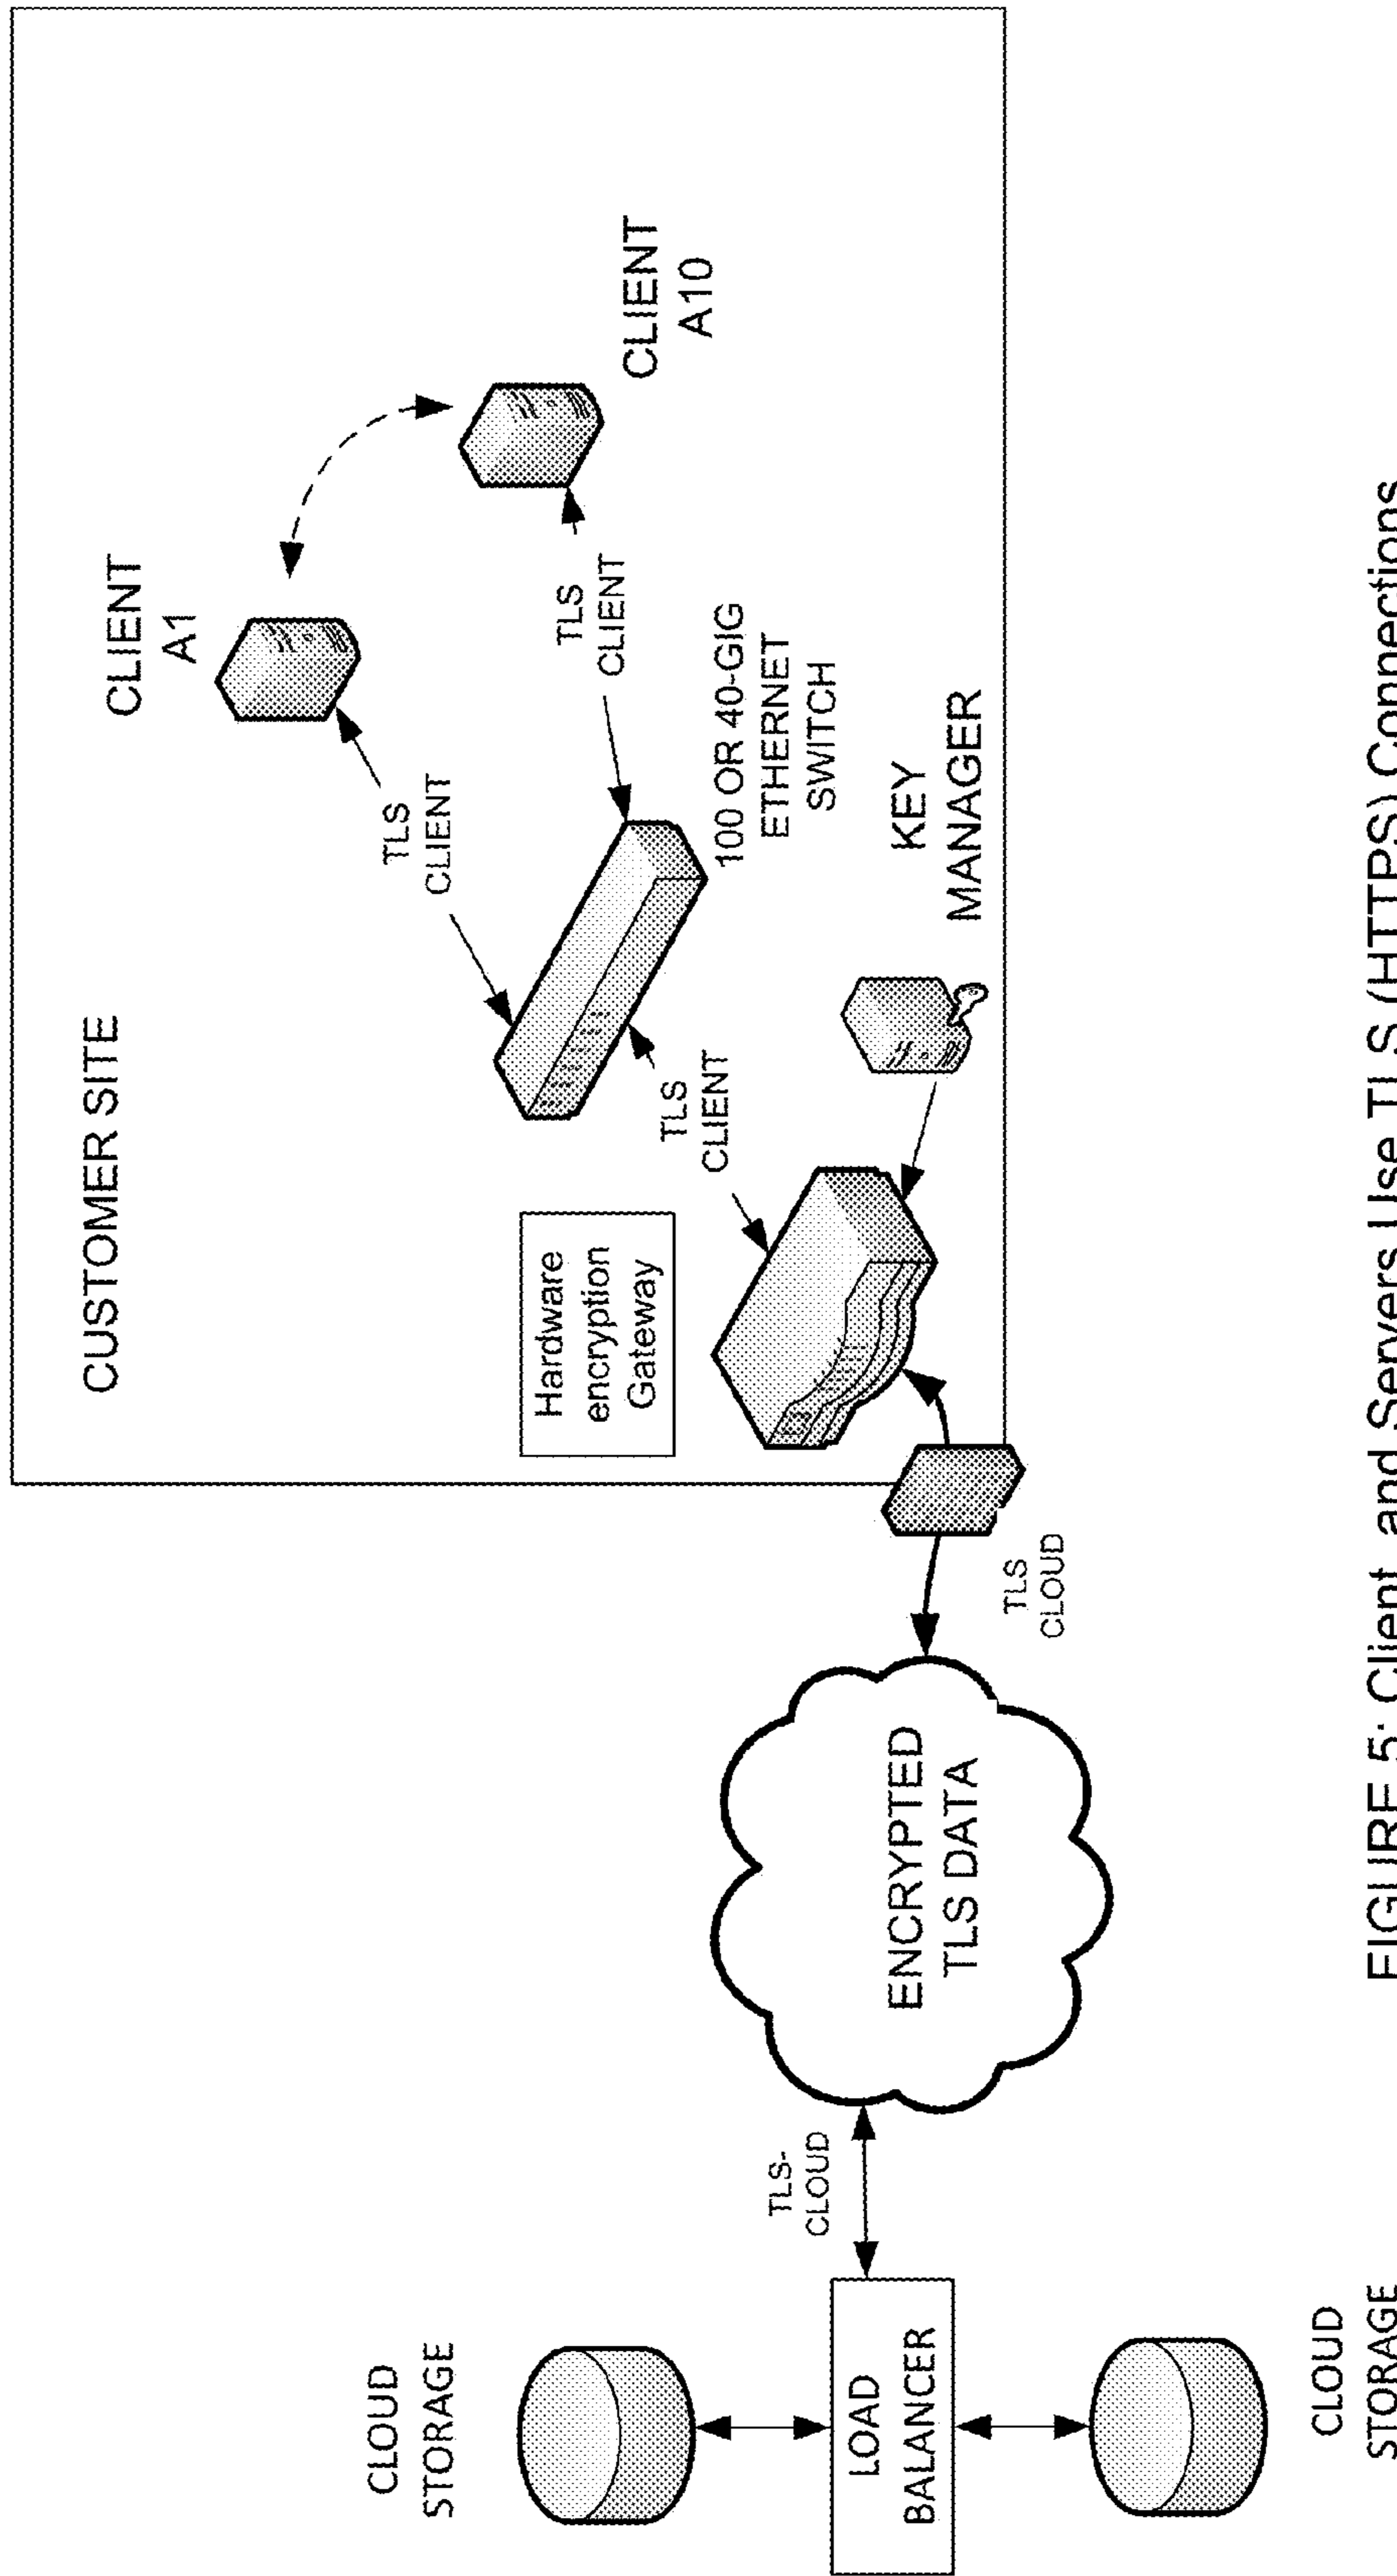 CUSTOMER SITE
CLIENT
A1
CLIENT
A10
TLS
CLIENT
TLS
CLIENT
100 OR 40-GIG
ETHERNET
SWITCH
TLS
CLIENT
KEY
MANAGER
Hardware
encryption
Gateway
TLS
CLOUD
ENCRYPTED
TLS DATA
TLS-
CLOUD
CLOUD
STORAGE
LOAD
BALANCER
CLOUD
STORAGE
FIGURE 5: Client and Servers Use TLS (HTTPS) Connections